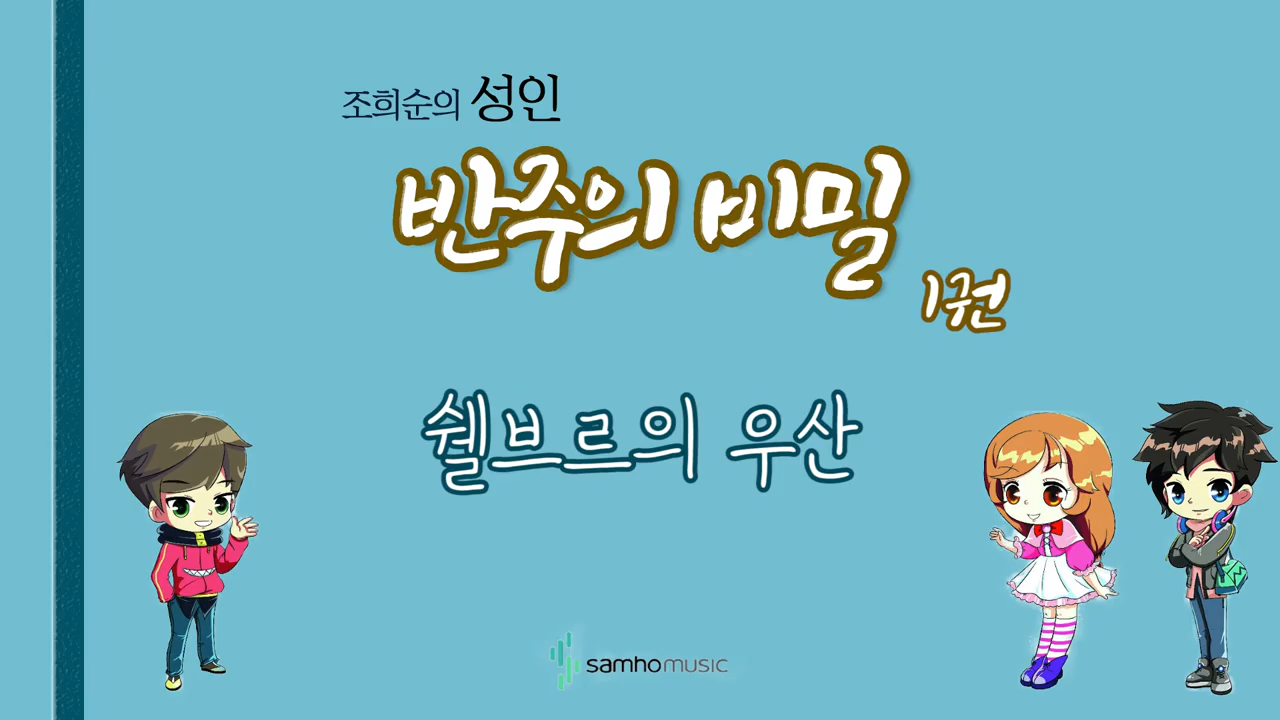 조희순의 성인
반주의 비밀
1권
쉘브르의 우산
samhomusic